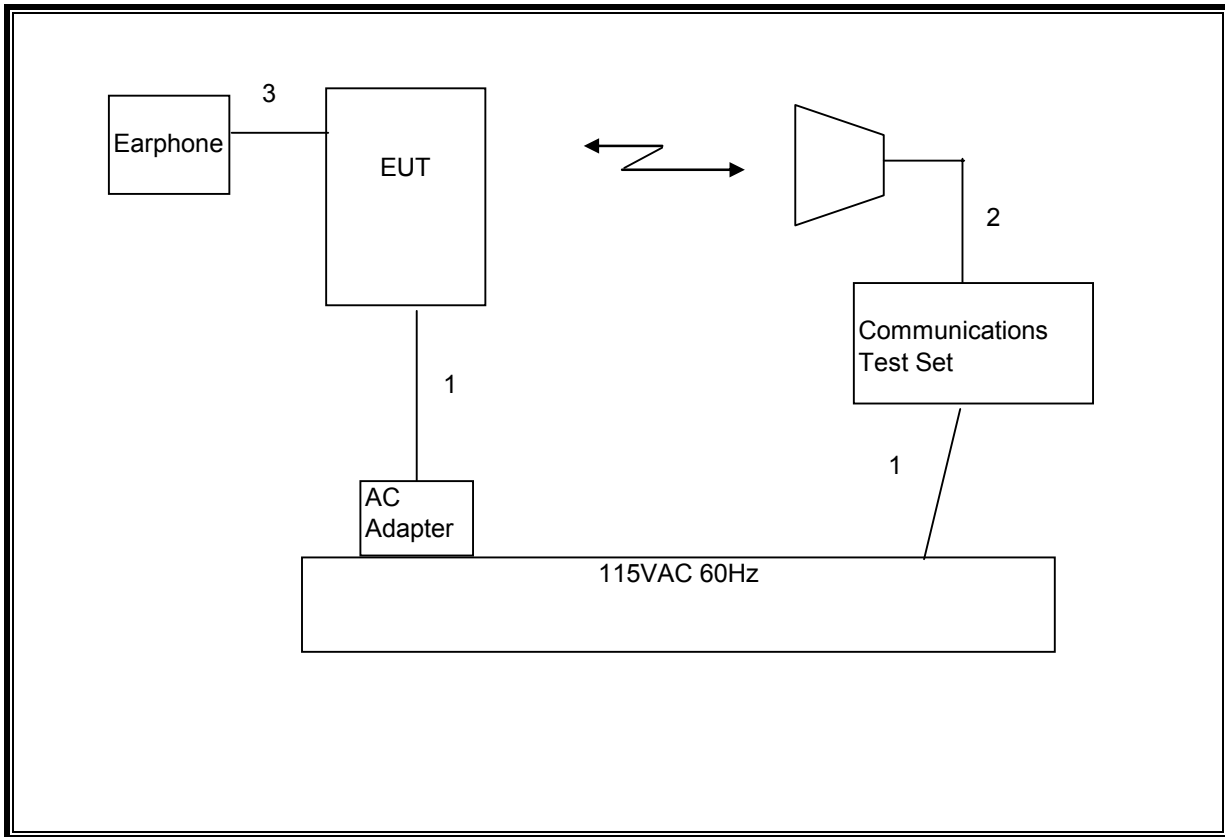 3
Earphone
EUT
2
Communications
Test Set
1
1
AC
Adapter
115VAC 60Hz